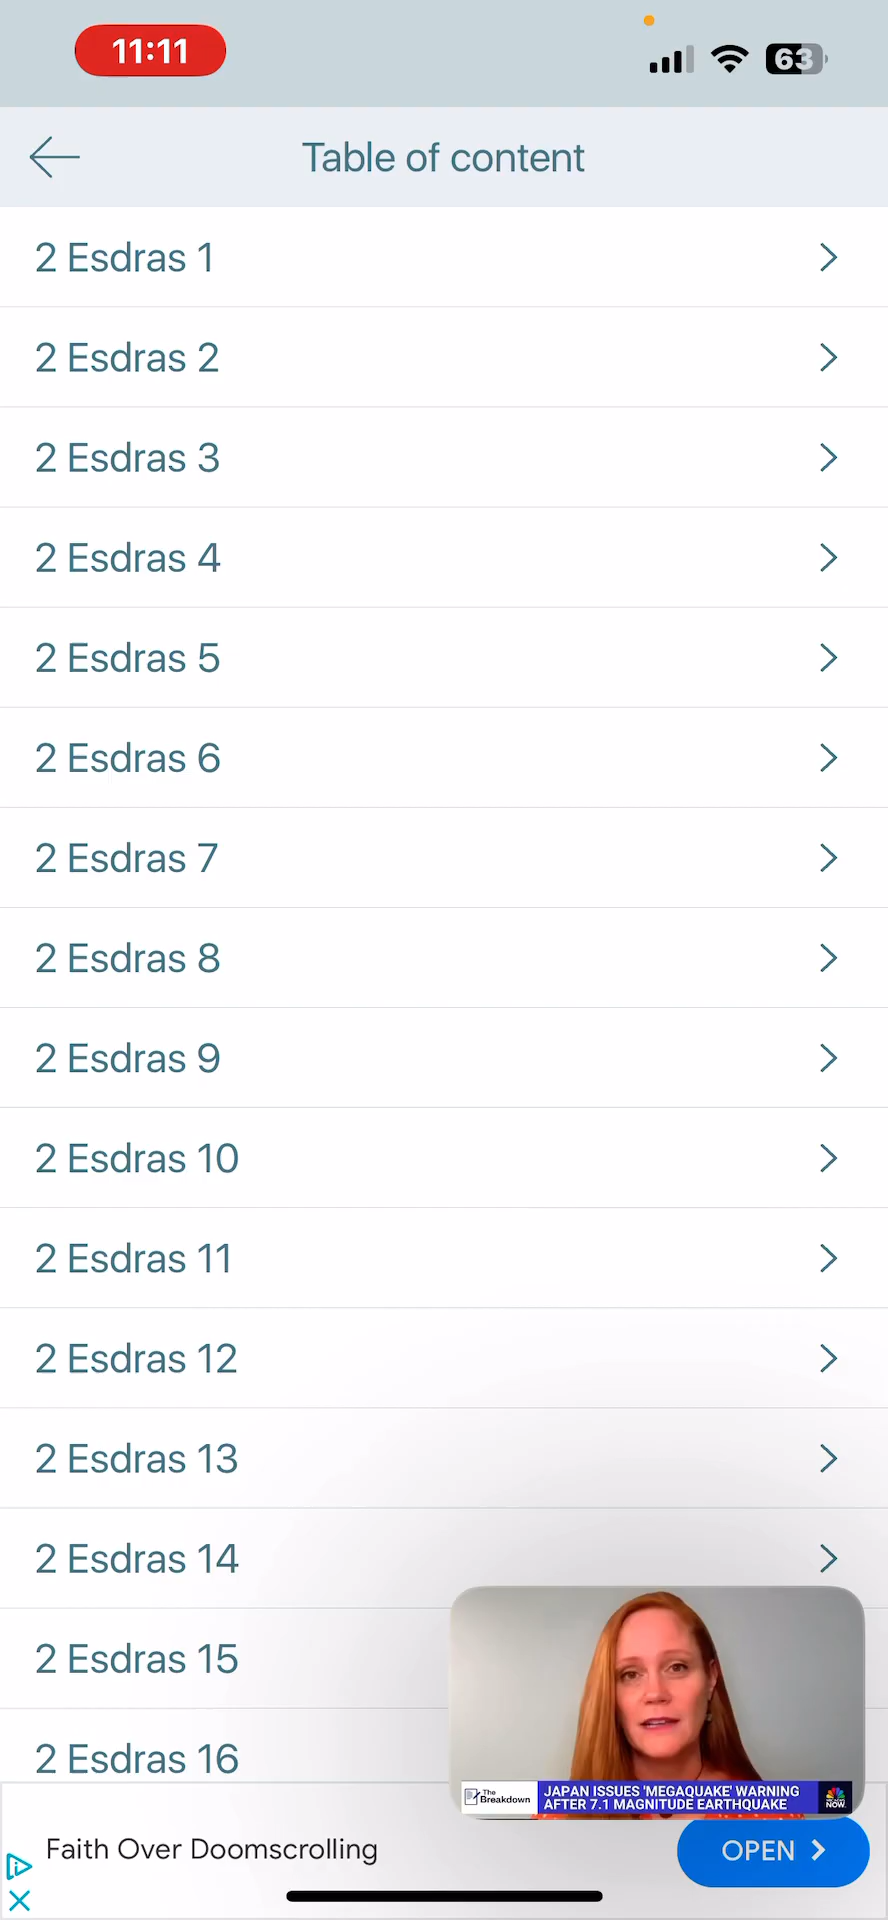 11:11
63
Table of content
2 Esdras 1
2 Esdras 2
2 Esdras 3
2 Esdras 4
2 Esdras 5
2 Esdras 6
2 Esdras 7
2 Esdras 8
2 Esdras 9
2 Esdras 10
2 Esdras 11
2 Esdras 12
2 Esdras 13
2 Esdras 14
2 Esdras 15
2 Esdras 16
The
Breakdown
JAPAN ISSUES 'MEGAQUAKE' WARNING
AFTER 7.1 MAGNITUDE EARTHQUAKE
NOW
Faith Over Doomscrolling
OPEN